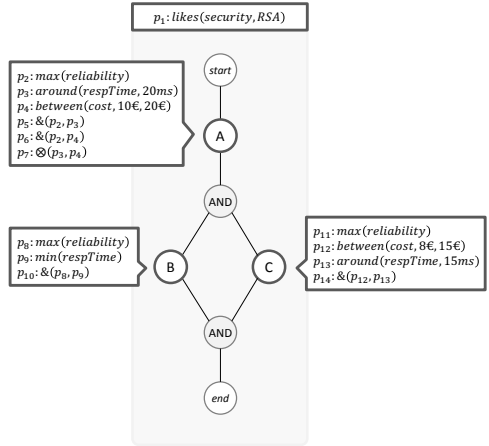 p₁: likes(security, RSA)
start
p₂: max(reliability)
p₃: around(respTime, 20ms)
p₄: between(cost, 10€, 20€)
p₅: &(p₂, p₃)
p₆: &(p₂, p₄)
p₇: ⊗(p₃, p₄)
A
AND
p₈: max(reliability)
p₉: min(respTime)
p₁₀: &(p₈, p₉)
B
C
p₁₁: max(reliability)
p₁₂: between(cost, 8€, 15€)
p₁₃: around(respTime, 15ms)
p₁₄: &(p₁₂, p₁₃)
AND
end